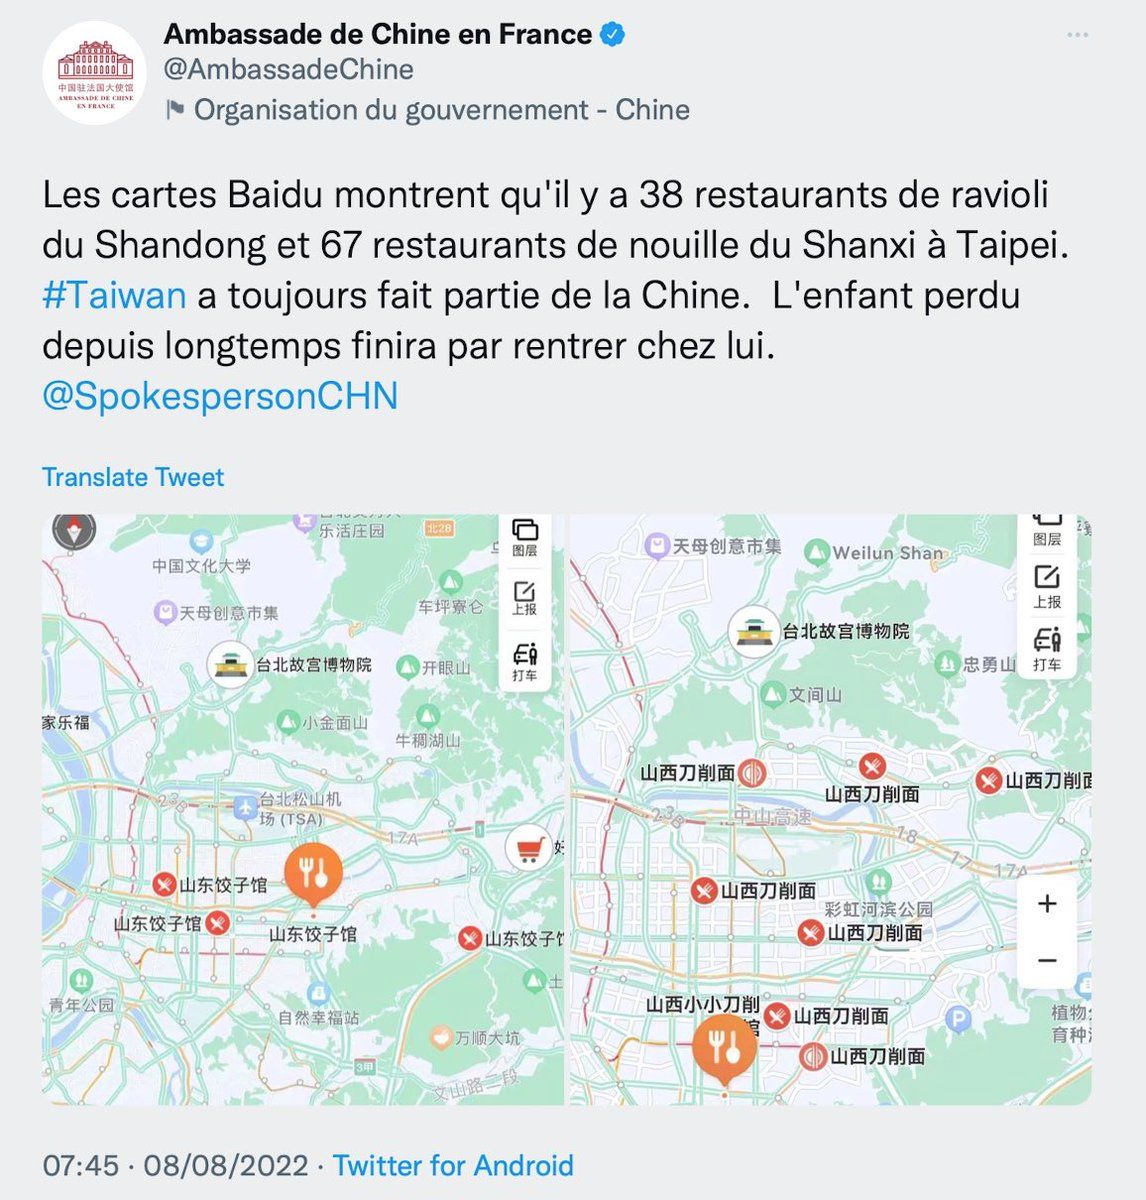 中国驻法国大使馆
AMBASSADE DE CHINE
EN FRANCE
Ambassade de Chine en France
@AmbassadeChine
Organisation du gouvernement - Chine
Les cartes Baidu montrent qu'il y a 38 restaurants de ravioli
du Shandong et 67 restaurants de nouille du Shanxi à Taipei.
#Taiwan a toujours fait partie de la Chine. L'enfant perdu
depuis longtemps finira par rentrer chez lui.
@SpokespersonCHN
Translate Tweet
乐活庄园
北28
图层
中国文化大学
车坪寮仑
上报
天母创意市集
台北故宫博物院
开眼山
打车
家乐福
小金面山
牛稠湖山
台北松山机
场 (TSA)
23
17A
1
山东饺子馆
山东饺子馆
山东饺子馆
山东饺子
青年公园
自然幸福站
万顺大坑
3甲
文山路二段
图层
天母创意市集
Weilun Shan
上报
台北故宫博物院
打车
忠勇山
文间山
山西刀削面
山西刀削面
山西刀削面
23
中山高速
18
17
17A
山西刀削面
彩虹河滨公园
山西刀削面
+
−
山西小小刀削
馆
山西刀削面
植物
育种
P
山西刀削面
07:45 · 08/08/2022 · Twitter for Android